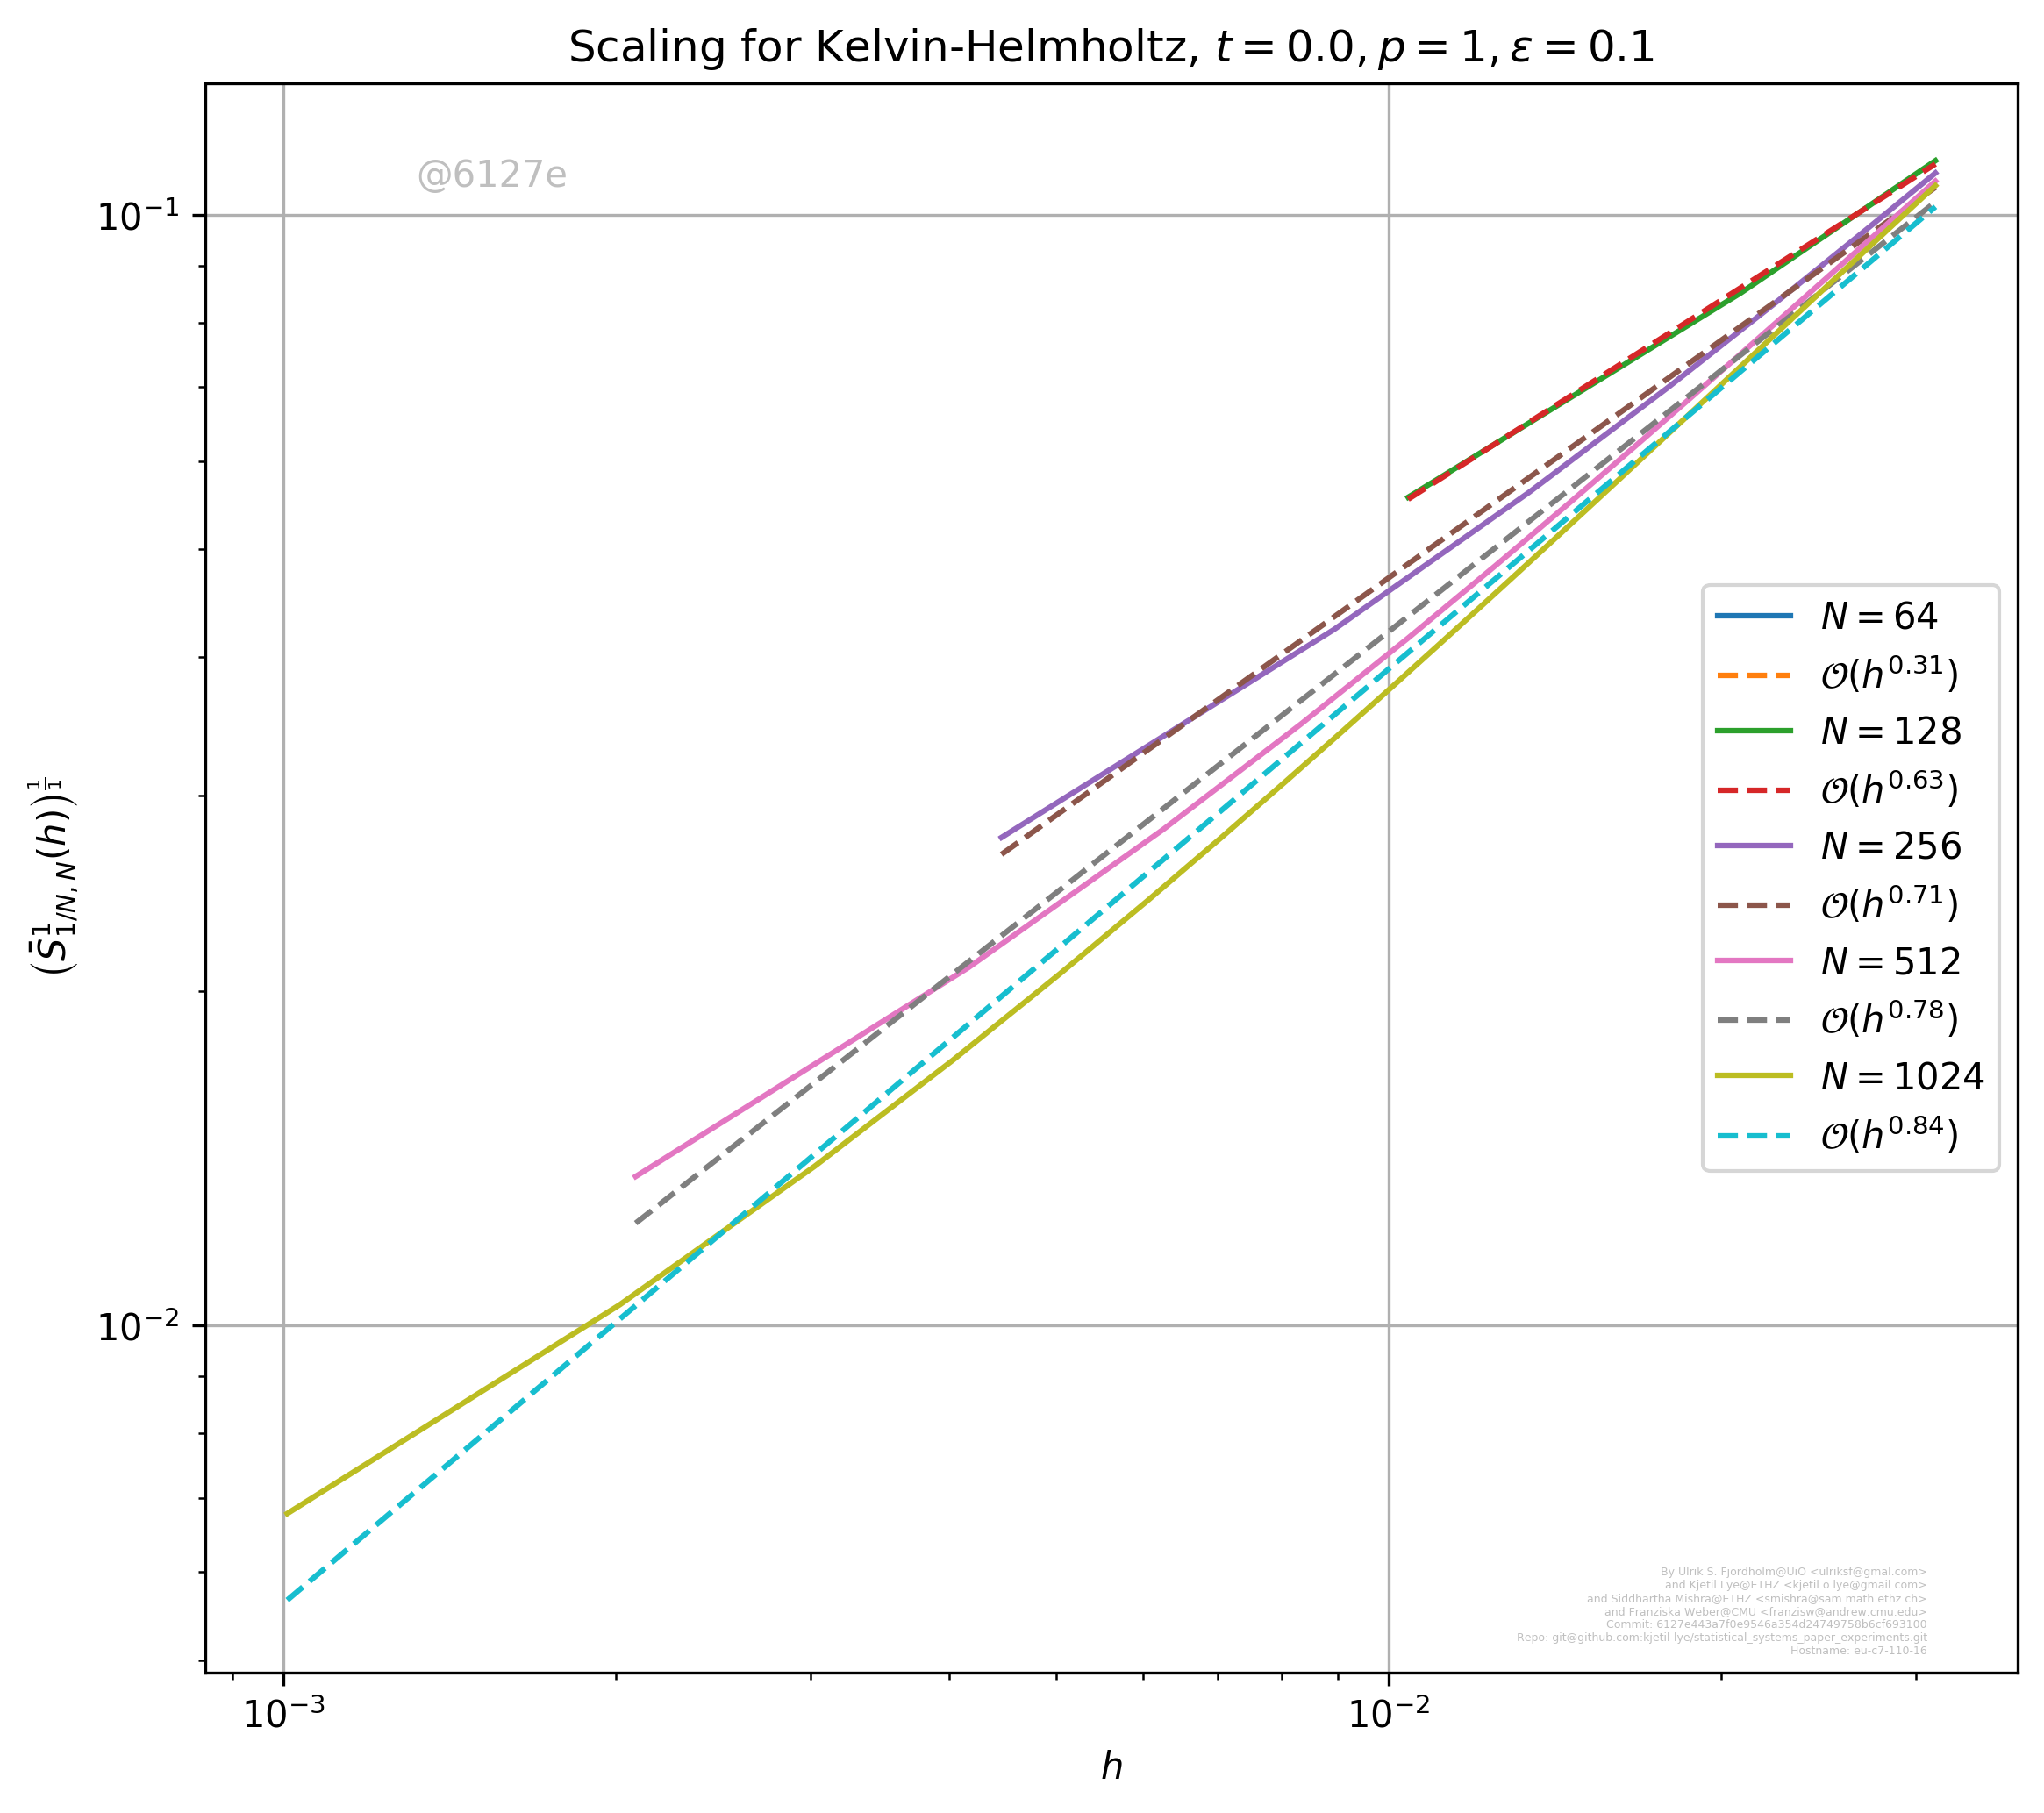 Scaling for Kelvin-Helmholtz, t = 0.0, p = 1, ε = 0.1
@6127e
10⁻¹
10⁻²
(S̄¹_{1/N, N}(h))^{1/1}
N = 64
𝒪(h^{0.31})
N = 128
𝒪(h^{0.63})
N = 256
𝒪(h^{0.71})
N = 512
𝒪(h^{0.78})
N = 1024
𝒪(h^{0.84})
By Ulrik S. Fjordholm@UiO <ulriksf@gmal.com>
and Kjetil Lye@ETHZ <kjetil.o.lye@gmail.com>
and Siddhartha Mishra@ETHZ <smishra@sam.math.ethz.ch>
and Franziska Weber@CMU <franzisw@andrew.cmu.edu>
Commit: 6127e443a7f0e9546a354d24749758b6cf693100
Repo: git@github.com:kjetil-lye/statistical_systems_paper_experiments.git
Hostname: eu-c7-110-16
10⁻³
10⁻²
h